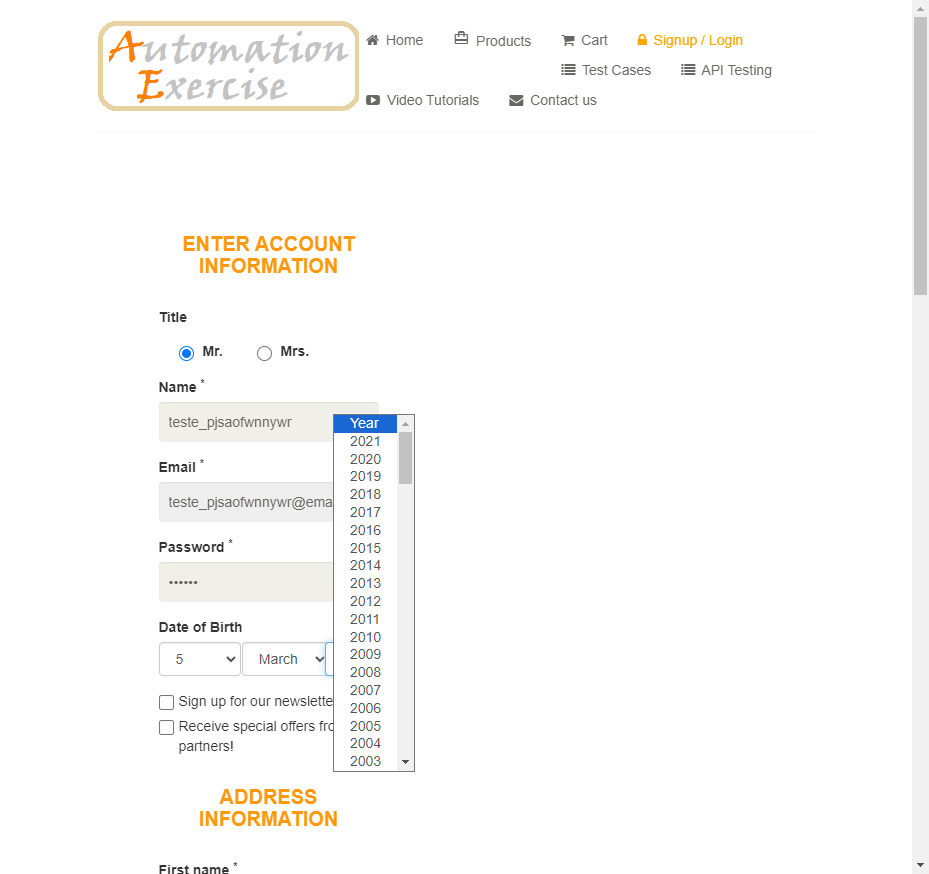 Automation
Exercise
Home
Products
Cart
Signup / Login
Test Cases
API Testing
Video Tutorials
Contact us
ENTER ACCOUNT
INFORMATION
Title
Mr.
Mrs.
Name *
teste_pjsaofwnnywr
Email *
teste_pjsaofwnnywr@ema
Password *
••••••
Date of Birth
5
March
Year
2021
2020
2019
2018
2017
2016
2015
2014
2013
2012
2011
2010
2009
2008
2007
2006
2005
2004
2003
Sign up for our newslette
Receive special offers fro
partners!
ADDRESS
INFORMATION
First name *